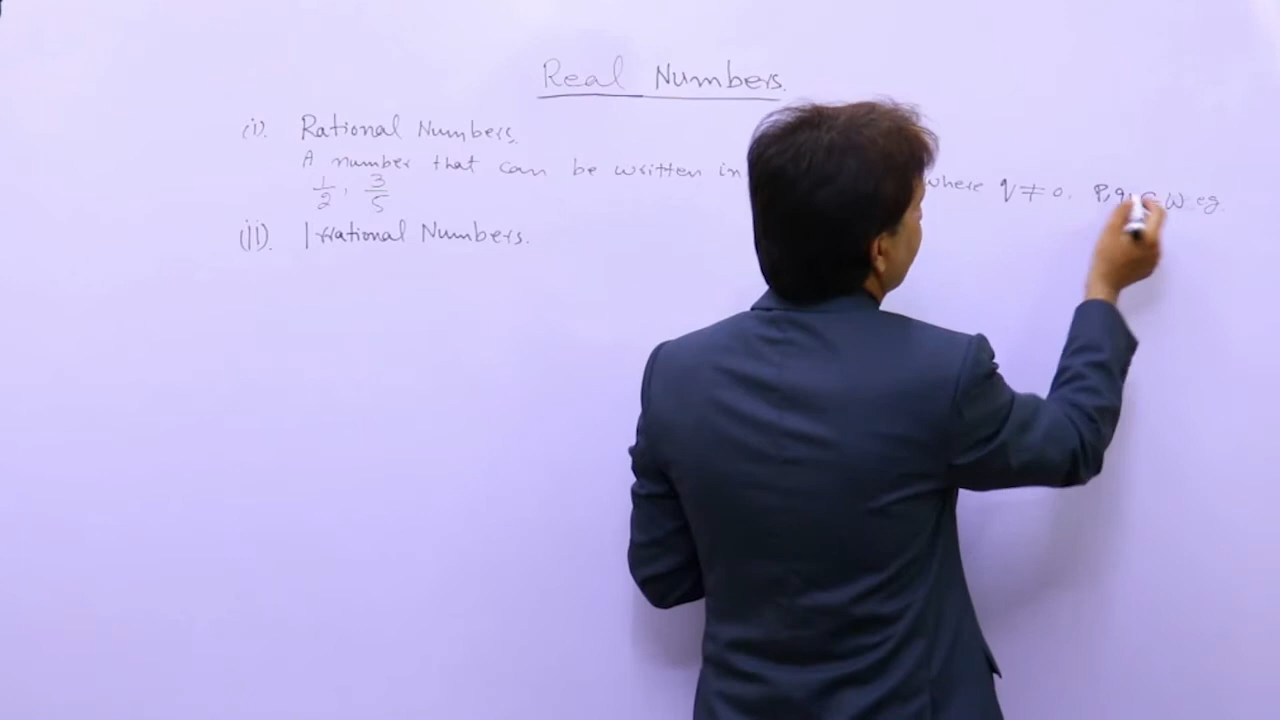 Real Numbers.
(i). Rational Numbers.
A number that can be written in where q ≠ 0, P,q ∈ W eg.
1/2, 3/5
(ii). Irrational Numbers.